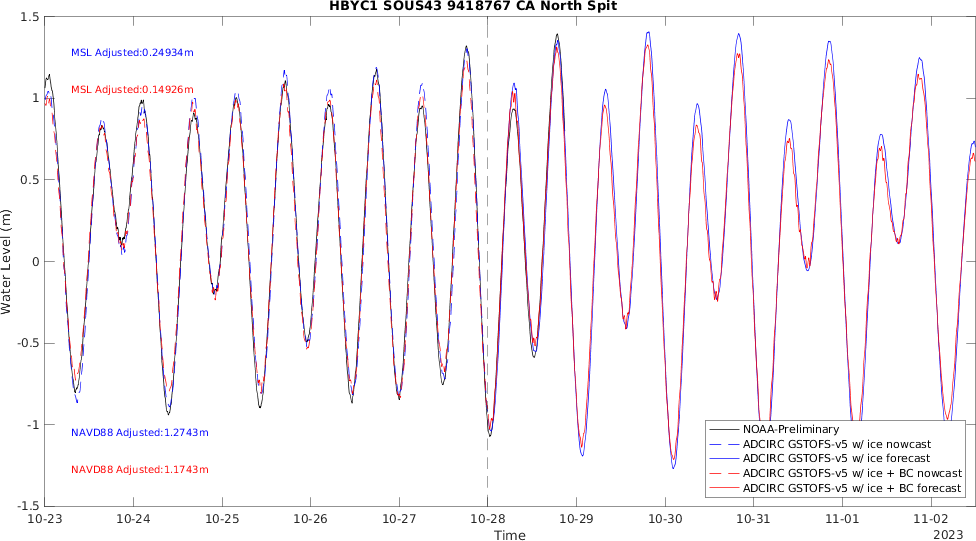 HBYC1 SOUS43 9418767 CA North Spit
1.5
1
0.5
0
-0.5
-1
-1.5
Water Level (m)
MSL Adjusted:0.24934m
MSL Adjusted:0.14926m
NAVD88 Adjusted:1.2743m
NAVD88 Adjusted:1.1743m
NOAA-Preliminary
ADCIRC GSTOFS-v5 w/ ice nowcast
ADCIRC GSTOFS-v5 w/ ice forecast
ADCIRC GSTOFS-v5 w/ ice + BC nowcast
ADCIRC GSTOFS-v5 w/ ice + BC forecast
10-23 10-24 10-25 10-26 10-27 10-28 10-29 10-30 10-31 11-01 11-02
Time
2023